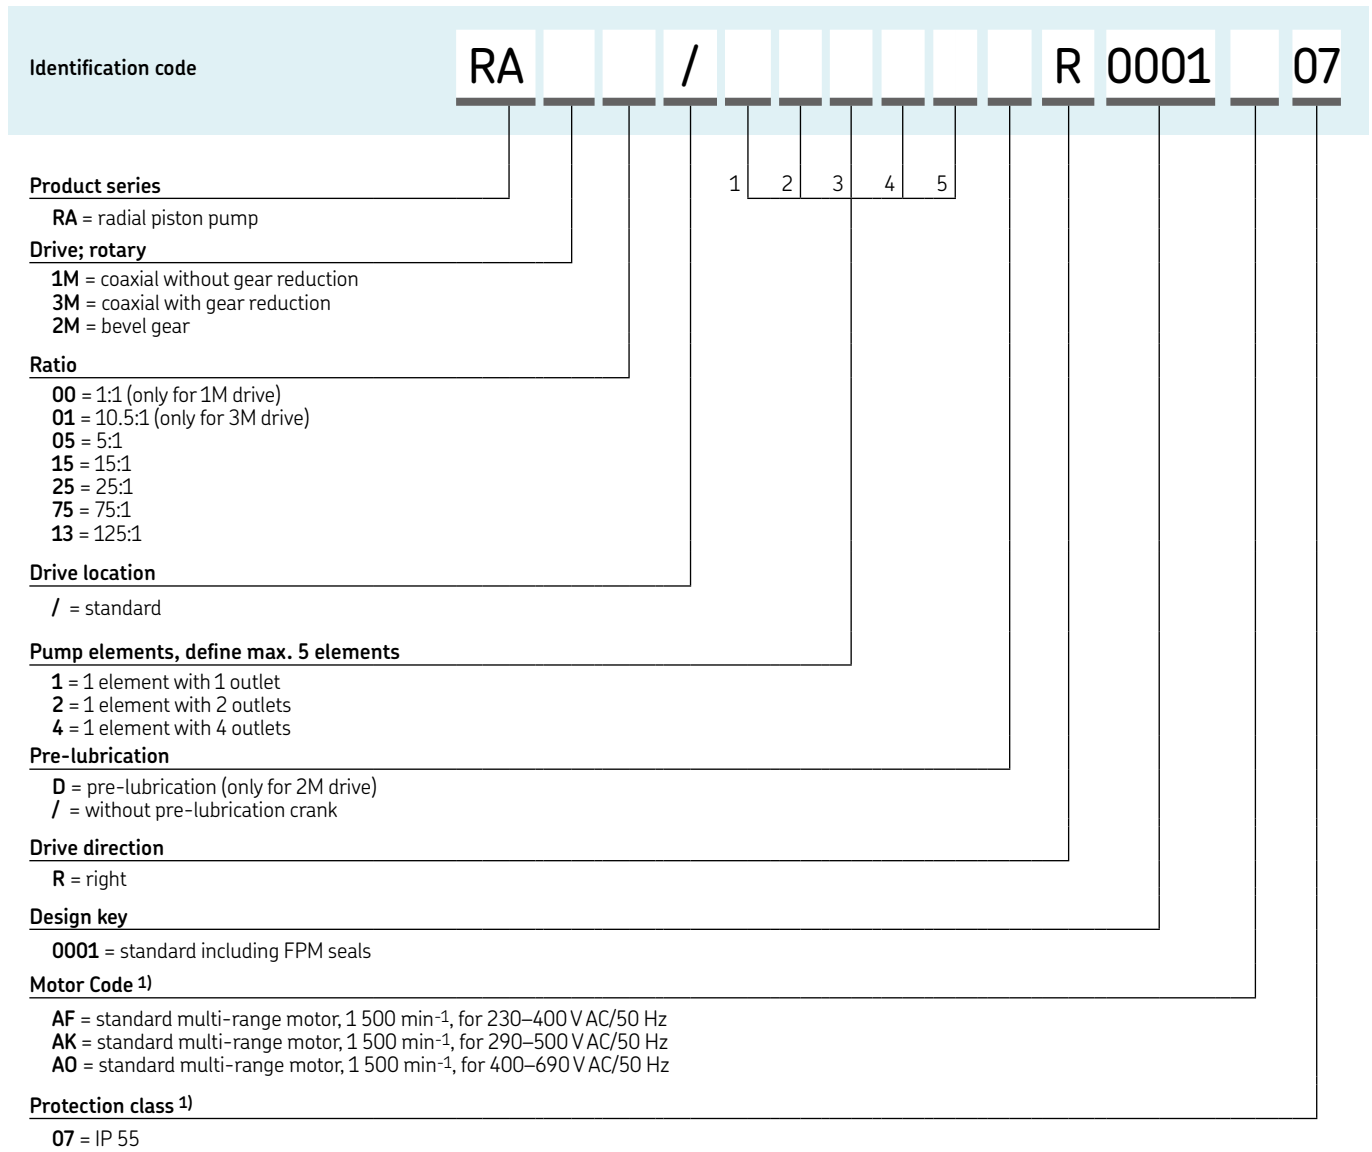 Identification code RA / R 0001 07
1 2 3 4 5
Product series
RA = radial piston pump
Drive; rotary
1M = coaxial without gear reduction
3M = coaxial with gear reduction
2M = bevel gear
Ratio
00 = 1:1 (only for 1M drive)
01 = 10.5:1 (only for 3M drive)
05 = 5:1
15 = 15:1
25 = 25:1
75 = 75:1
13 = 125:1
Drive location
/ = standard
Pump elements, define max. 5 elements
1 = 1 element with 1 outlet
2 = 1 element with 2 outlets
4 = 1 element with 4 outlets
Pre-lubrication
D = pre-lubrication (only for 2M drive)
/ = without pre-lubrication crank
Drive direction
R = right
Design key
0001 = standard including FPM seals
Motor Code 1)
AF = standard multi-range motor, 1 500 min-1, for 230–400 V AC/50 Hz
AK = standard multi-range motor, 1 500 min-1, for 290–500 V AC/50 Hz
AO = standard multi-range motor, 1 500 min-1, for 400–690 V AC/50 Hz
Protection class 1)
07 = IP 55